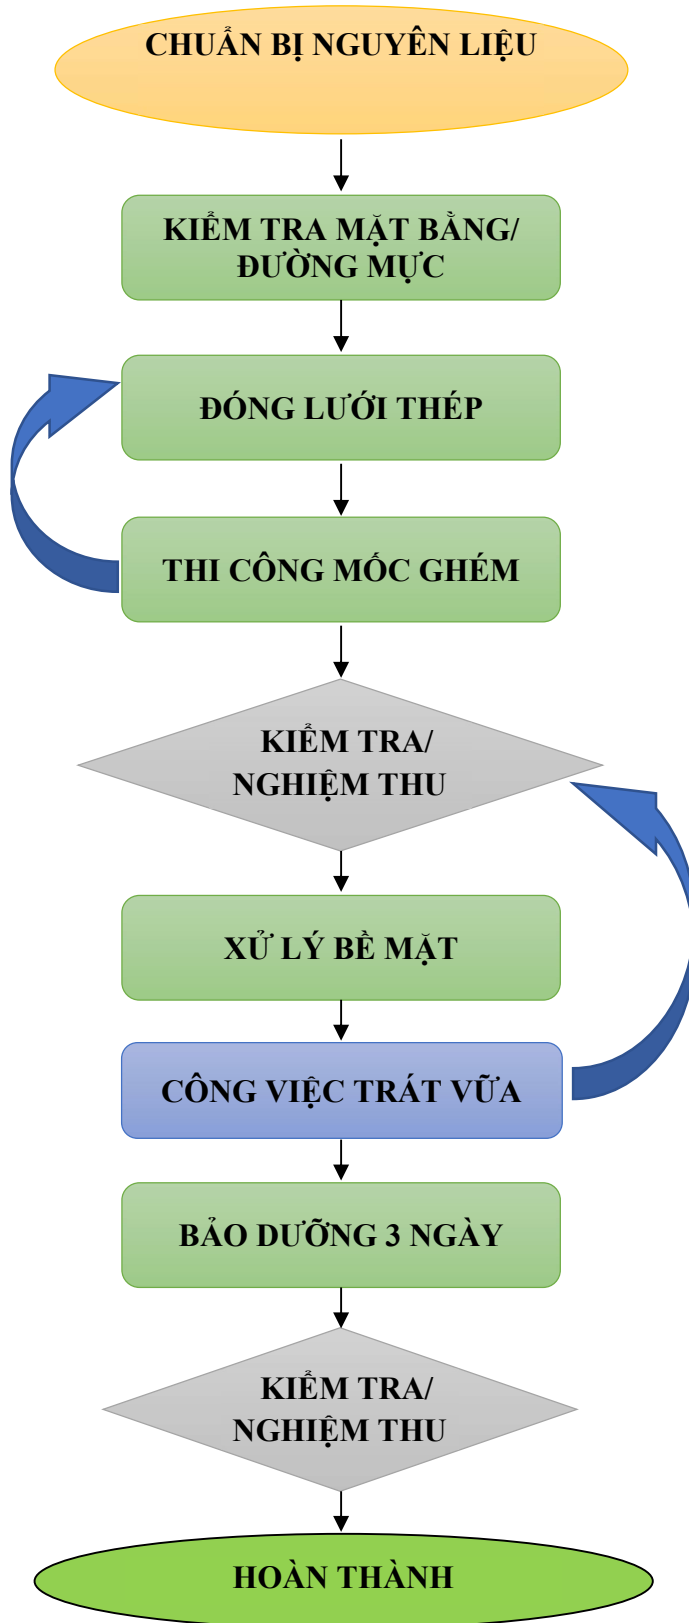 CHUẨN BỊ NGUYÊN LIỆU
KIỂM TRA MẶT BẰNG/
ĐƯỜNG MỰC
ĐÓNG LƯỚI THÉP
THI CÔNG MỐC GHÉM
KIỂM TRA/
NGHIỆM THU
XỬ LÝ BỀ MẶT
CÔNG VIỆC TRÁT VỮA
BẢO DƯỠNG 3 NGÀY
KIỂM TRA/
NGHIỆM THU
HOÀN THÀNH